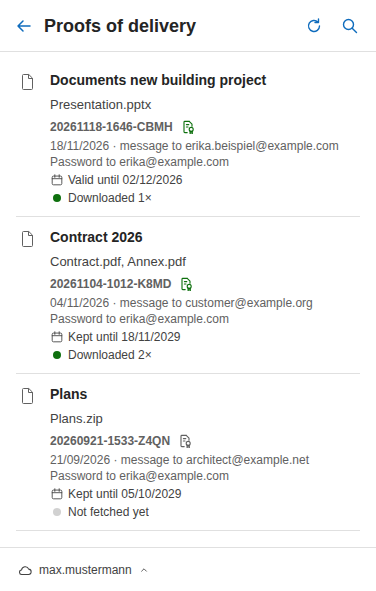 Proofs of delivery
Documents new building project
Presentation.pptx
20261118-1646-CBMH
18/11/2026 · message to erika.beispiel@example.com
Password to erika@example.com
Valid until 02/12/2026
Downloaded 1×
Contract 2026
Contract.pdf, Annex.pdf
20261104-1012-K8MD
04/11/2026 · message to customer@example.org
Password to erika@example.com
Kept until 18/11/2029
Downloaded 2×
Plans
Plans.zip
20260921-1533-Z4QN
21/09/2026 · message to architect@example.net
Password to erika@example.com
Kept until 05/10/2029
Not fetched yet
max.mustermann